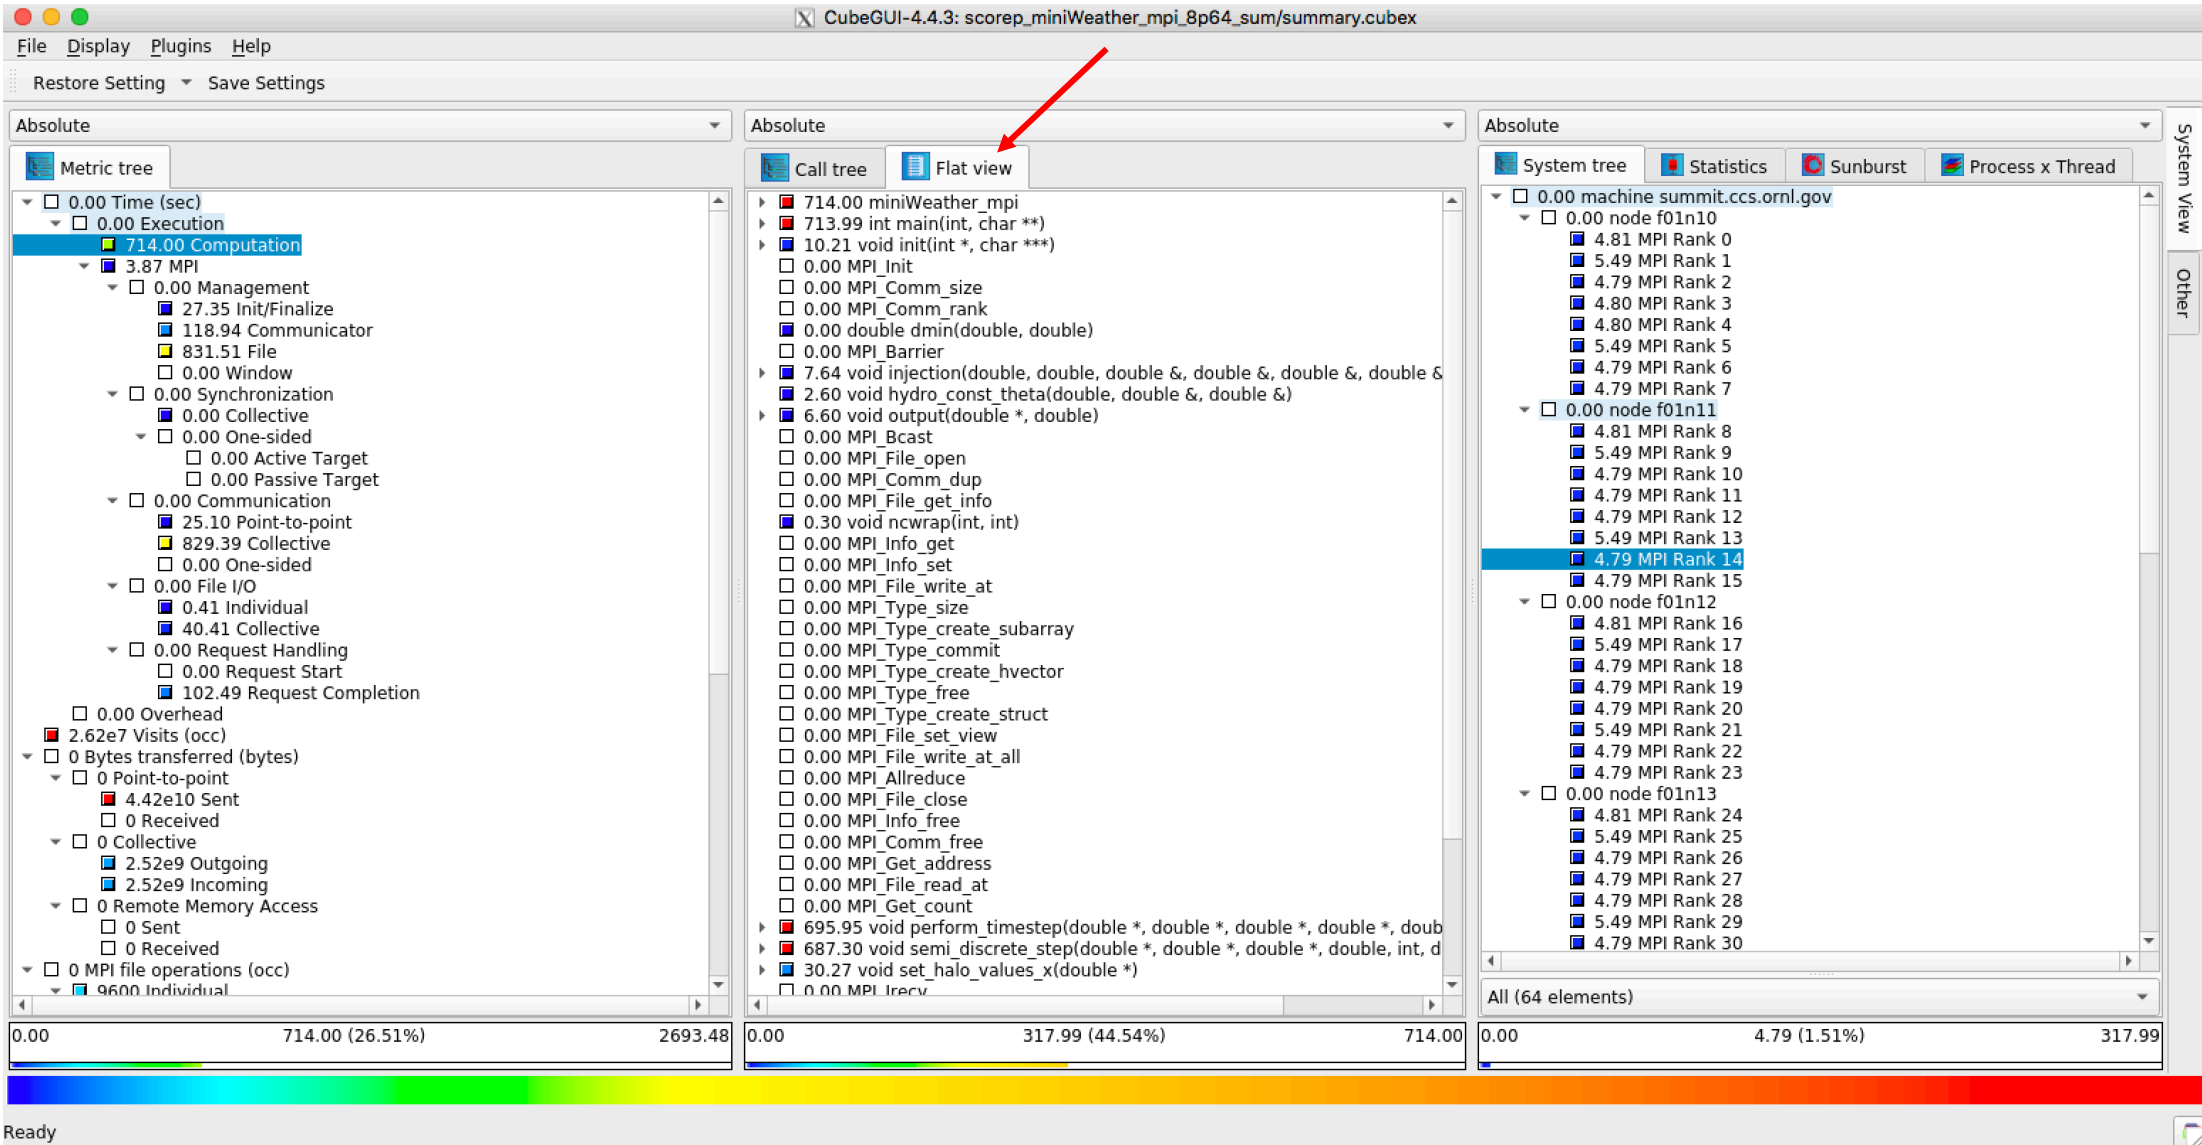 CubeGUI-4.4.3: scorep_miniWeather_mpi_8p64_sum/summary.cubex
File Display Plugins Help
Restore Setting Save Settings
Absolute
Metric tree
0.00 Time (sec)
0.00 Execution
714.00 Computation
3.87 MPI
0.00 Management
27.35 Init/Finalize
118.94 Communicator
831.51 File
0.00 Window
0.00 Synchronization
0.00 Collective
0.00 One-sided
0.00 Active Target
0.00 Passive Target
0.00 Communication
25.10 Point-to-point
829.39 Collective
0.00 One-sided
0.00 File I/O
0.41 Individual
40.41 Collective
0.00 Request Handling
0.00 Request Start
102.49 Request Completion
0.00 Overhead
2.62e7 Visits (occ)
0 Bytes transferred (bytes)
0 Point-to-point
4.42e10 Sent
0 Received
0 Collective
2.52e9 Outgoing
2.52e9 Incoming
0 Remote Memory Access
0 Sent
0 Received
0 MPI file operations (occ)
9600 Individual
0.00 714.00 (26.51%) 2693.48
Absolute
Call tree Flat view
714.00 miniWeather_mpi
713.99 int main(int, char **)
10.21 void init(int *, char ***)
0.00 MPI_Init
0.00 MPI_Comm_size
0.00 MPI_Comm_rank
0.00 double dmin(double, double)
0.00 MPI_Barrier
7.64 void injection(double, double, double &, double &, double &, double &
2.60 void hydro_const_theta(double, double &, double &)
6.60 void output(double *, double)
0.00 MPI_Bcast
0.00 MPI_File_open
0.00 MPI_Comm_dup
0.00 MPI_File_get_info
0.30 void ncwrap(int, int)
0.00 MPI_Info_get
0.00 MPI_Info_set
0.00 MPI_File_write_at
0.00 MPI_Type_size
0.00 MPI_Type_create_subarray
0.00 MPI_Type_commit
0.00 MPI_Type_create_hvector
0.00 MPI_Type_free
0.00 MPI_Type_create_struct
0.00 MPI_File_set_view
0.00 MPI_File_write_at_all
0.00 MPI_Allreduce
0.00 MPI_File_close
0.00 MPI_Info_free
0.00 MPI_Comm_free
0.00 MPI_Get_address
0.00 MPI_File_read_at
0.00 MPI_Get_count
695.95 void perform_timestep(double *, double *, double *, double *, doub
687.30 void semi_discrete_step(double *, double *, double *, double, int, d
30.27 void set_halo_values_x(double *)
0.00 MPI_Irecv
0.00 317.99 (44.54%) 714.00
Absolute
System tree Statistics Sunburst Process x Thread
0.00 machine summit.ccs.ornl.gov
0.00 node f01n10
4.81 MPI Rank 0
5.49 MPI Rank 1
4.79 MPI Rank 2
4.80 MPI Rank 3
4.80 MPI Rank 4
5.49 MPI Rank 5
4.79 MPI Rank 6
4.79 MPI Rank 7
0.00 node f01n11
4.81 MPI Rank 8
5.49 MPI Rank 9
4.79 MPI Rank 10
4.79 MPI Rank 11
4.79 MPI Rank 12
5.49 MPI Rank 13
4.79 MPI Rank 14
4.79 MPI Rank 15
0.00 node f01n12
4.81 MPI Rank 16
5.49 MPI Rank 17
4.79 MPI Rank 18
4.79 MPI Rank 19
4.79 MPI Rank 20
5.49 MPI Rank 21
4.79 MPI Rank 22
4.79 MPI Rank 23
0.00 node f01n13
4.81 MPI Rank 24
5.49 MPI Rank 25
4.79 MPI Rank 26
4.79 MPI Rank 27
4.79 MPI Rank 28
5.49 MPI Rank 29
4.79 MPI Rank 30
All (64 elements)
0.00 4.79 (1.51%) 317.99
System View
Other
Ready